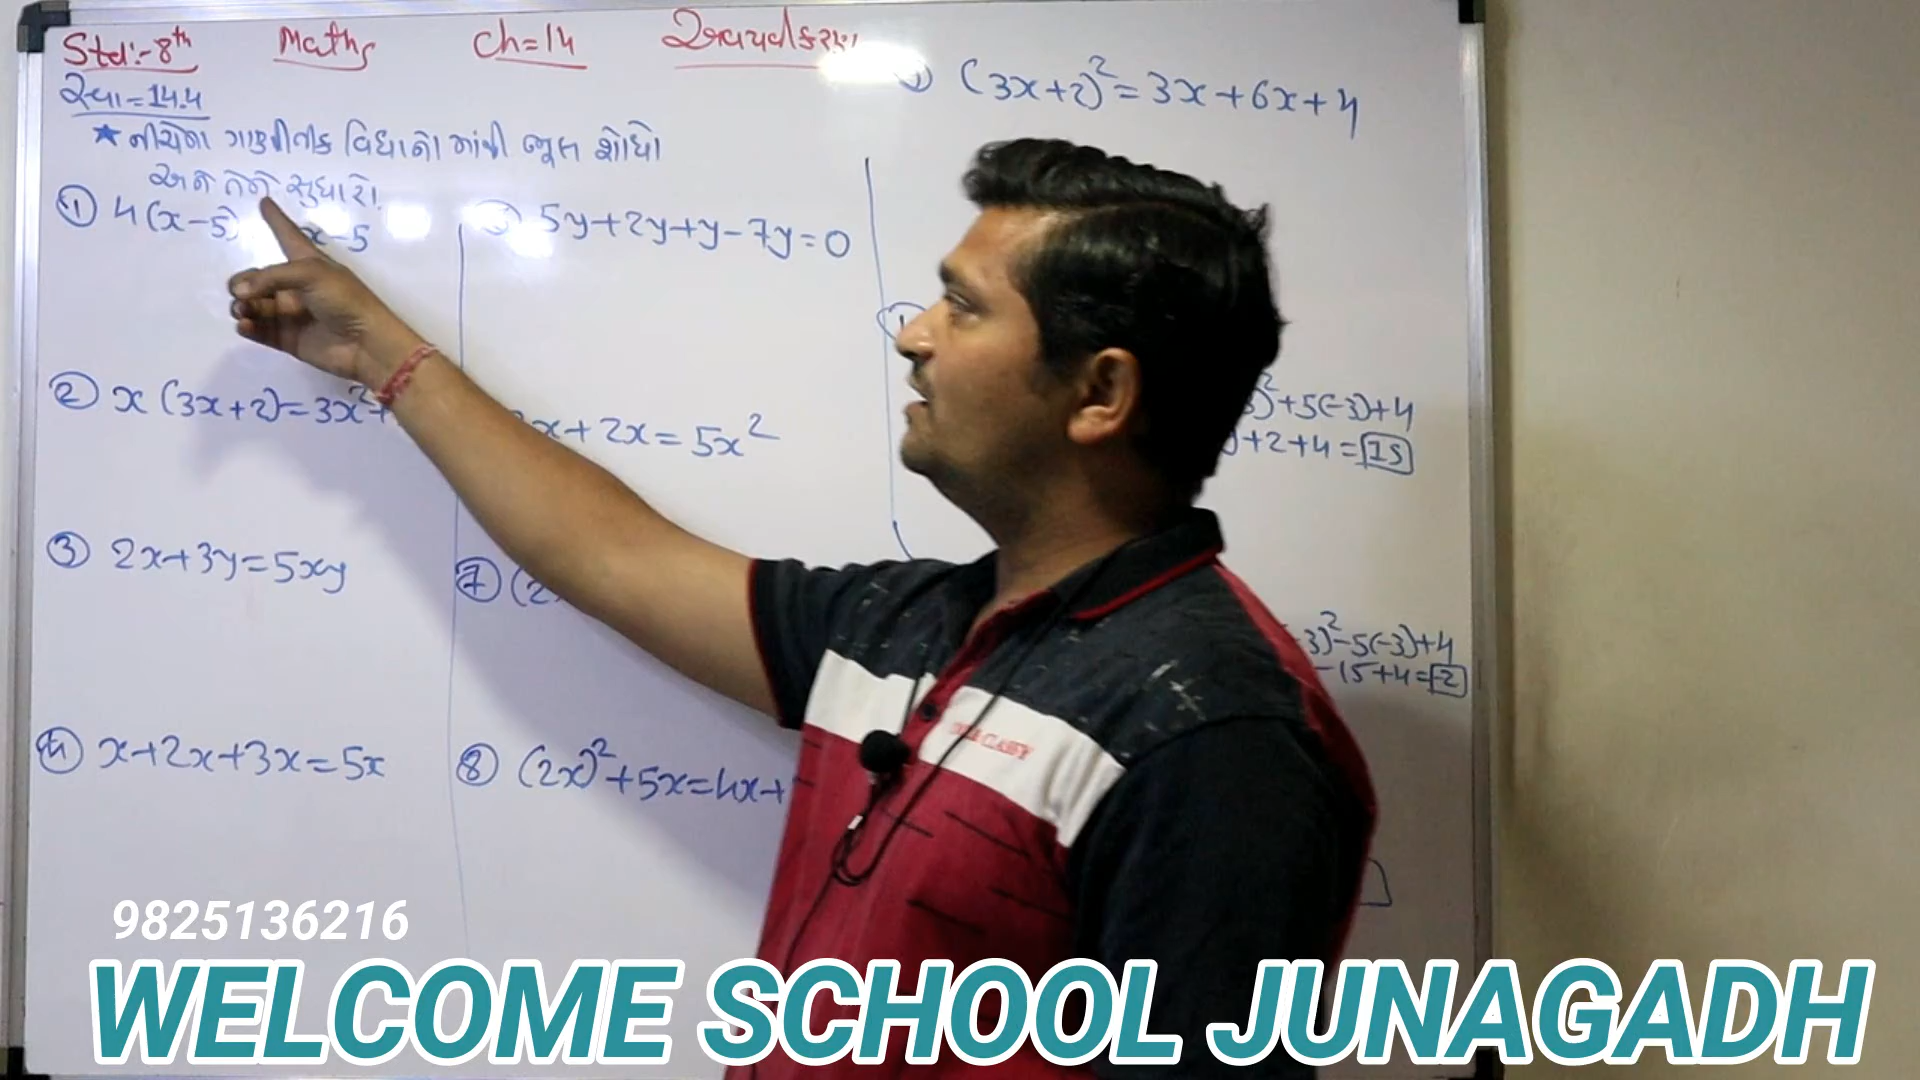 Std:-8th Maths Ch=14 અવયવીકરણ
સ્વા=14.4
★ નીચેના ગાણીતીક વિધાનો માંથી ભૂલ શોધો
અને તેને સુધારો.
① 4(x-5) x-5
② x(3x+2)=3x²+
③ 2x+3y=5xy
④ x+2x+3x=5x
5y+2y+y-7y=0
x+2x=5x²
⑦ (2
⑧ (2x)²+5x=4x+
(3x+2)²=3x+6x+4
)²+5(-3)+4
+2+4=15
-3)²-5(-3)+4
-15+4=-2
9825136216
WELCOME SCHOOL JUNAGADH